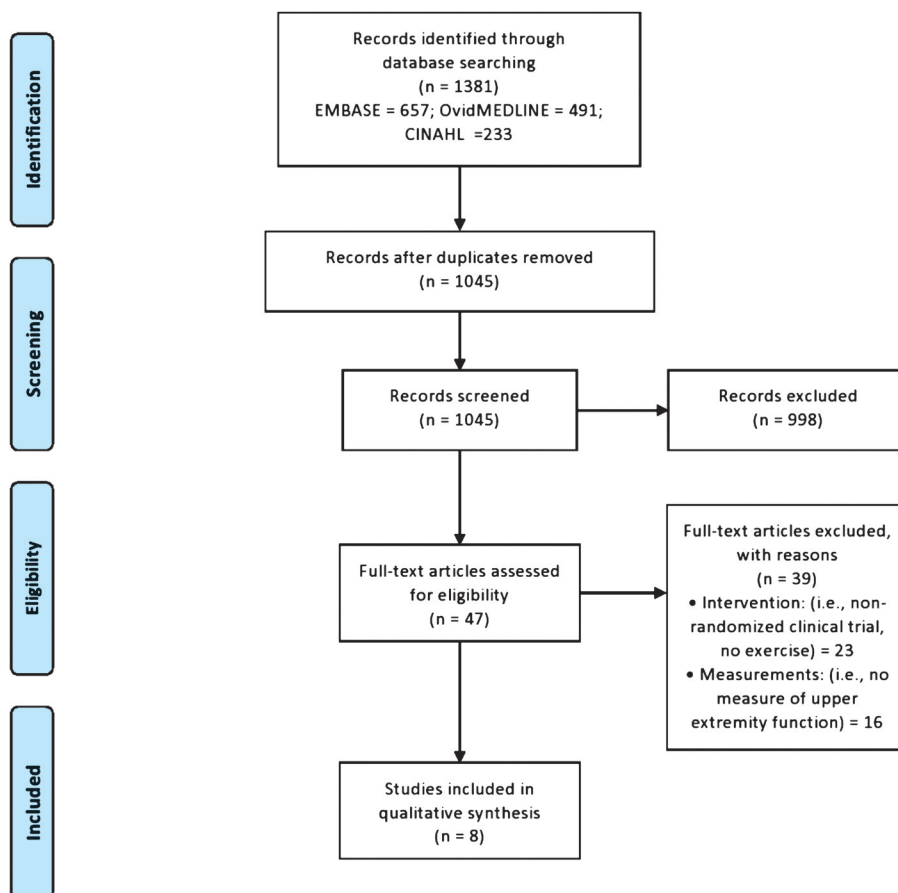 Identification
Records identified through
database searching
(n = 1381)
EMBASE = 657; OvidMEDLINE = 491;
CINAHL =233
Screening
Records after duplicates removed
(n = 1045)
Records screened
(n = 1045)
Records excluded
(n = 998)
Eligibility
Full-text articles assessed
for eligibility
(n = 47)
Full-text articles excluded,
with reasons
(n = 39)
• Intervention: (i.e., non-
randomized clinical trial,
no exercise) = 23
• Measurements: (i.e., no
measure of upper
extremity function) = 16
Included
Studies included in
qualitative synthesis
(n = 8)